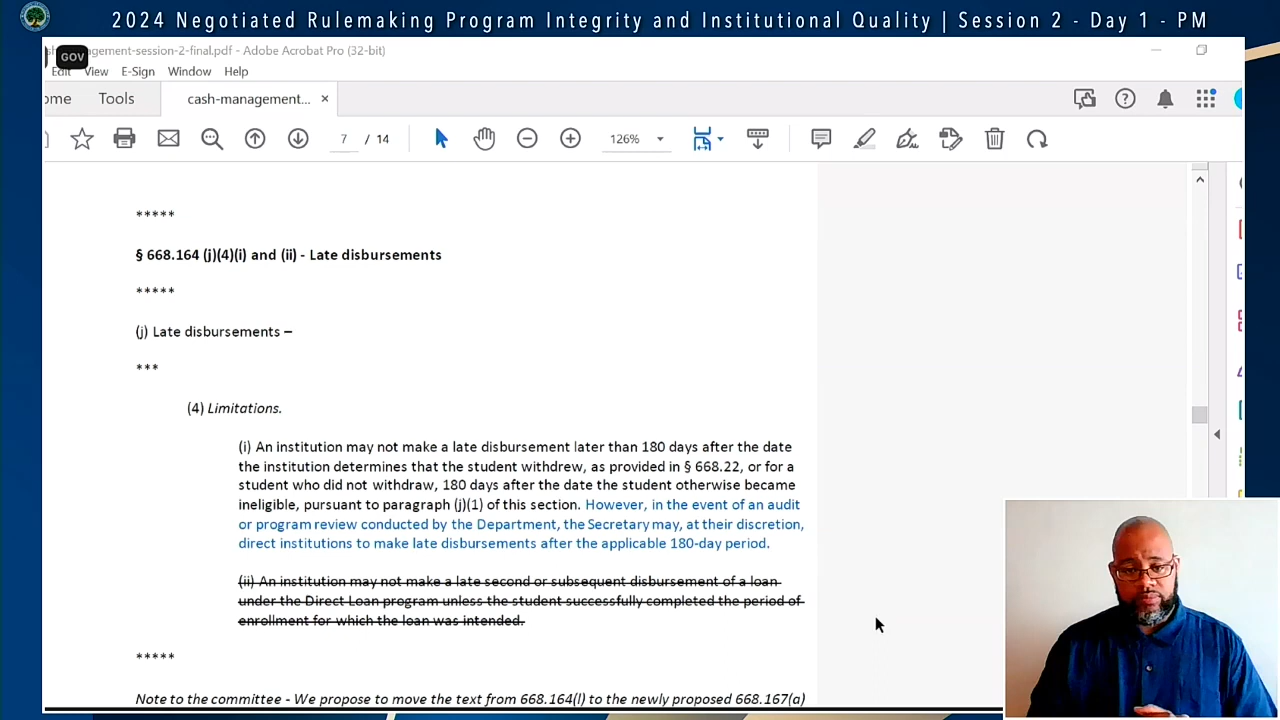 2024 Negotiated Rulemaking Program Integrity and Institutional Quality | Session 2 - Day 1 - PM
GOV
agement-session-2-final.pdf - Adobe Acrobat Pro (32-bit)
Edit View E-Sign Window Help
ome Tools cash-management... ×
7 / 14 126%
*****
§ 668.164 (j)(4)(i) and (ii) - Late disbursements
*****
(j) Late disbursements –
***
(4) Limitations.
(i) An institution may not make a late disbursement later than 180 days after the date
the institution determines that the student withdrew, as provided in § 668.22, or for a
student who did not withdraw, 180 days after the date the student otherwise became
ineligible, pursuant to paragraph (j)(1) of this section. However, in the event of an audit
or program review conducted by the Department, the Secretary may, at their discretion,
direct institutions to make late disbursements after the applicable 180-day period.
(ii) An institution may not make a late second or subsequent disbursement of a loan
under the Direct Loan program unless the student successfully completed the period of
enrollment for which the loan was intended.
*****
Note to the committee - We propose to move the text from 668.164(l) to the newly proposed 668.167(a)